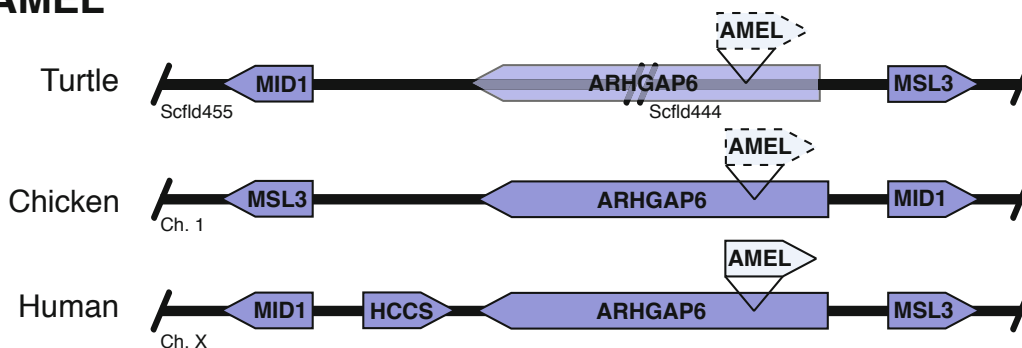 AMEL
AMEL
Turtle MID1 ARHGAP6 MSL3
Scfld455 Scfld444
AMEL
Chicken MSL3 ARHGAP6 MID1
Ch. 1
AMEL
Human MID1 HCCS ARHGAP6 MSL3
Ch. X